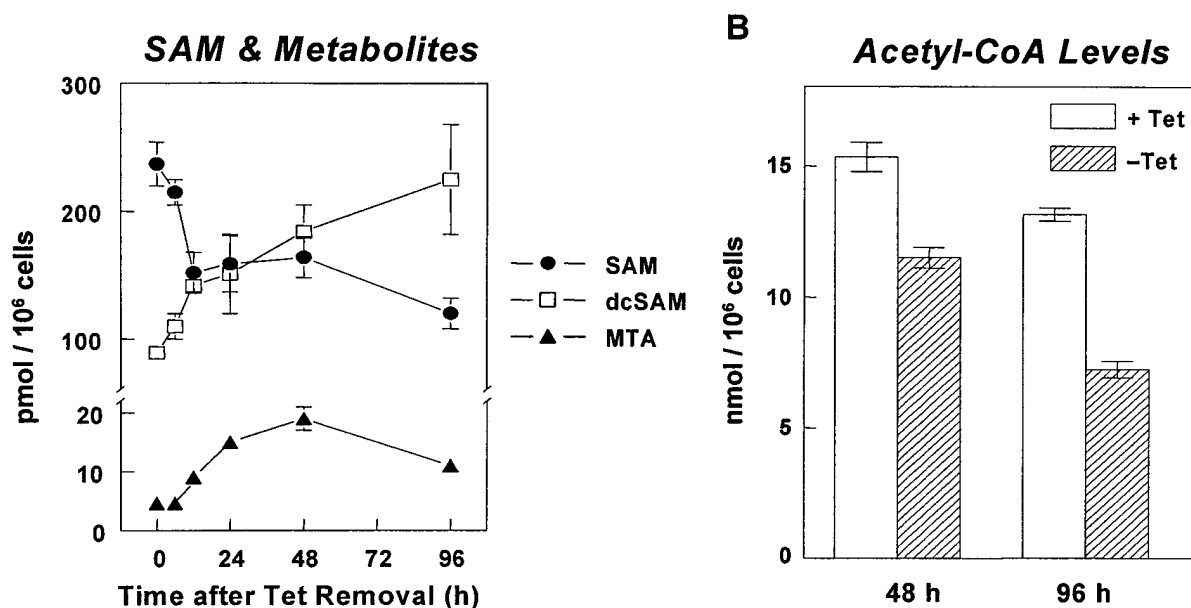 SAM & Metabolites
300
200
100
20
10
0
pmol / 10⁶ cells
0 24 48 72 96
Time after Tet Removal (h)
SAM
dcSAM
MTA
B
Acetyl-CoA Levels
+ Tet
–Tet
15
10
5
0
nmol / 10⁶ cells
48 h 96 h